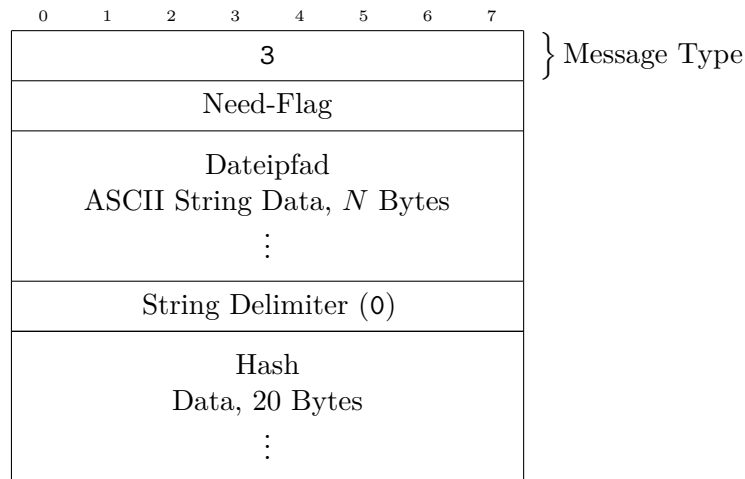 0 1 2 3 4 5 6 7
3
Message Type
Need-Flag
Dateipfad
ASCII String Data, N Bytes
⋮
String Delimiter (0)
Hash
Data, 20 Bytes
⋮